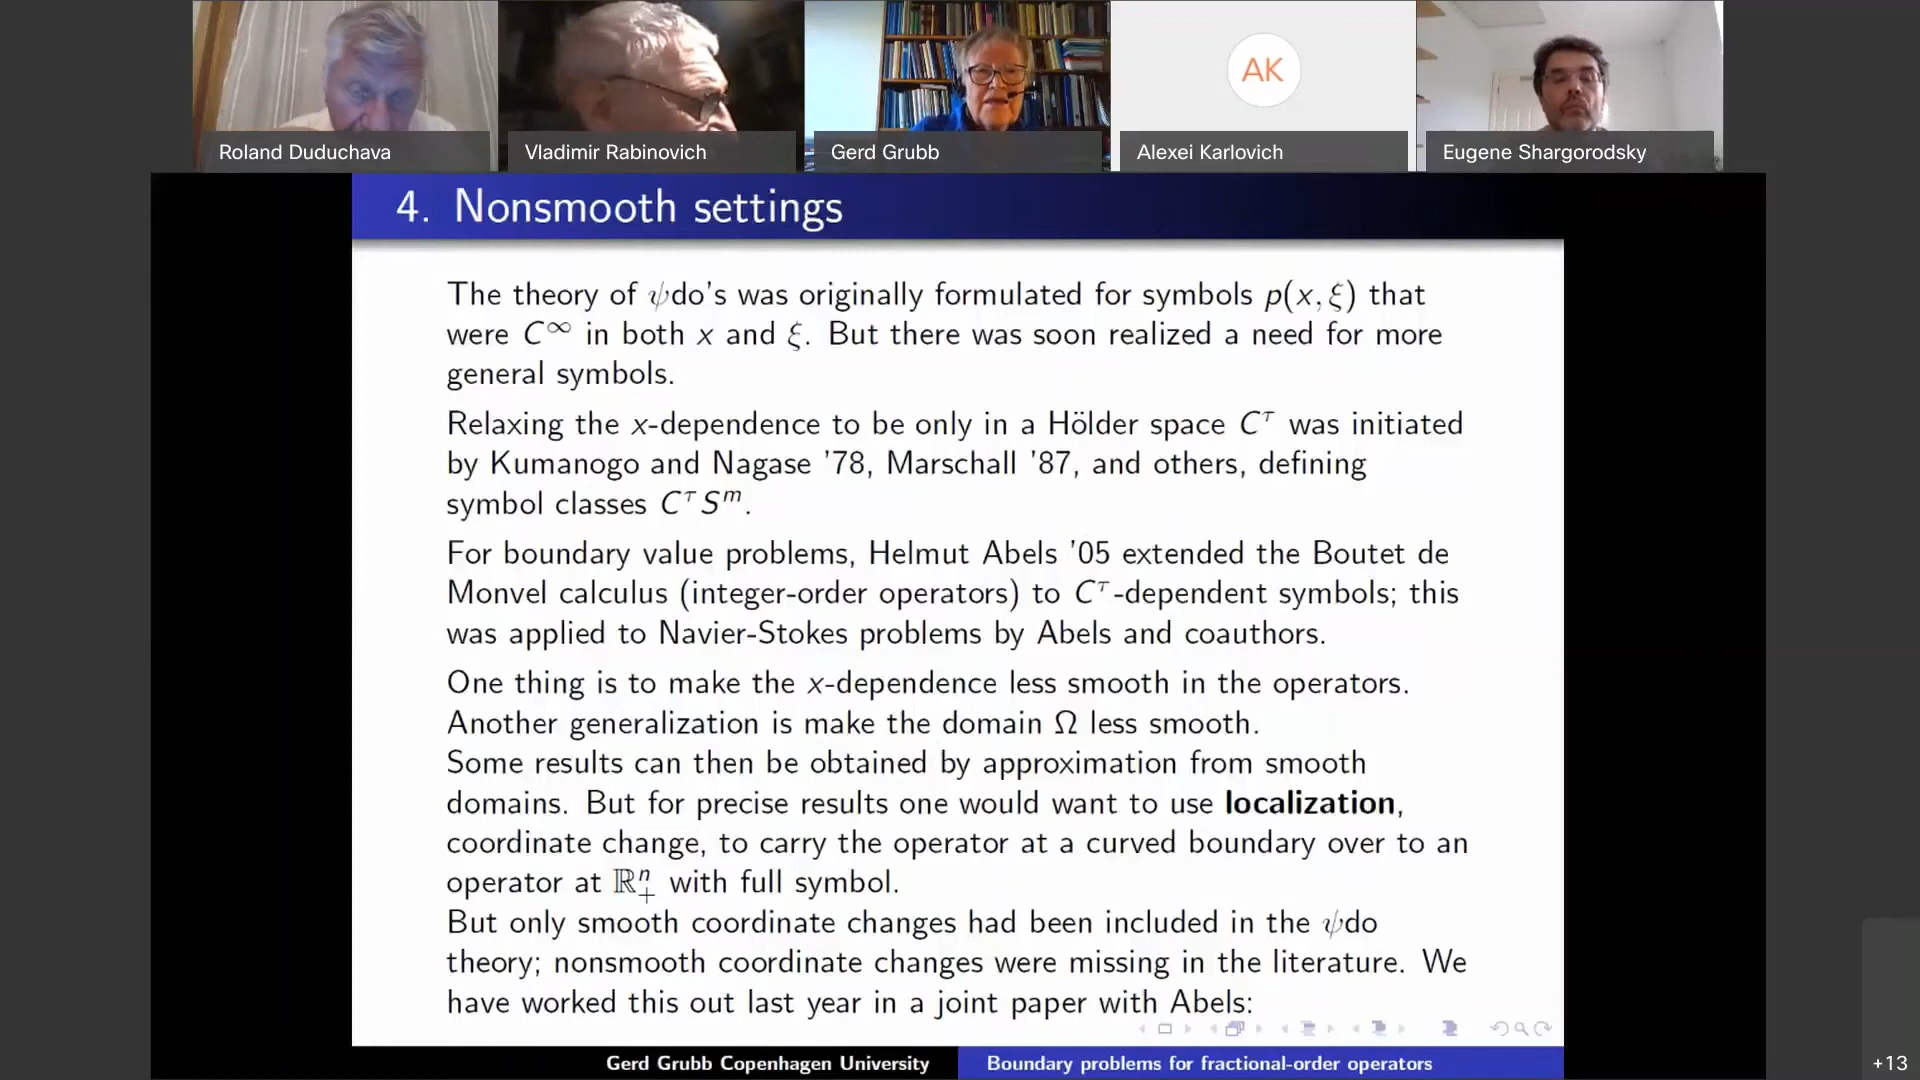 Roland Duduchava
Vladimir Rabinovich
Gerd Grubb
AK
Alexei Karlovich
Eugene Shargorodsky
4. Nonsmooth settings
The theory of ψdo's was originally formulated for symbols p(x, ξ) that
were C^∞ in both x and ξ. But there was soon realized a need for more
general symbols.
Relaxing the x-dependence to be only in a Hölder space C^τ was initiated
by Kumanogo and Nagase '78, Marschall '87, and others, defining
symbol classes C^τ S^m.
For boundary value problems, Helmut Abels '05 extended the Boutet de
Monvel calculus (integer-order operators) to C^τ-dependent symbols; this
was applied to Navier-Stokes problems by Abels and coauthors.
One thing is to make the x-dependence less smooth in the operators.
Another generalization is make the domain Ω less smooth.
Some results can then be obtained by approximation from smooth
domains. But for precise results one would want to use localization,
coordinate change, to carry the operator at a curved boundary over to an
operator at ℝ^n_+ with full symbol.
But only smooth coordinate changes had been included in the ψdo
theory; nonsmooth coordinate changes were missing in the literature. We
have worked this out last year in a joint paper with Abels:
Gerd Grubb Copenhagen University
Boundary problems for fractional-order operators
+13